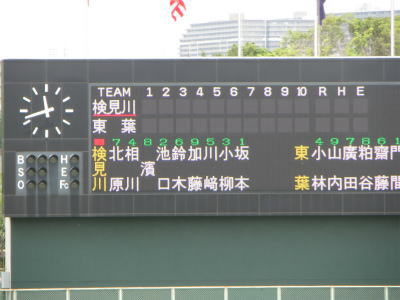 TEAM 1 2 3 4 5 6 7 8 9 10 R H E
検見川
東葉
7 4 8 2 6 9 5 3 1 4 9 7 8 6 1
B H
S E
O Fc
検見川 北原 相川 濱 池口 鈴木 加藤 川﨑 小柳 坂本
東葉 小林 山内 廣田 粕谷 齋藤 門間